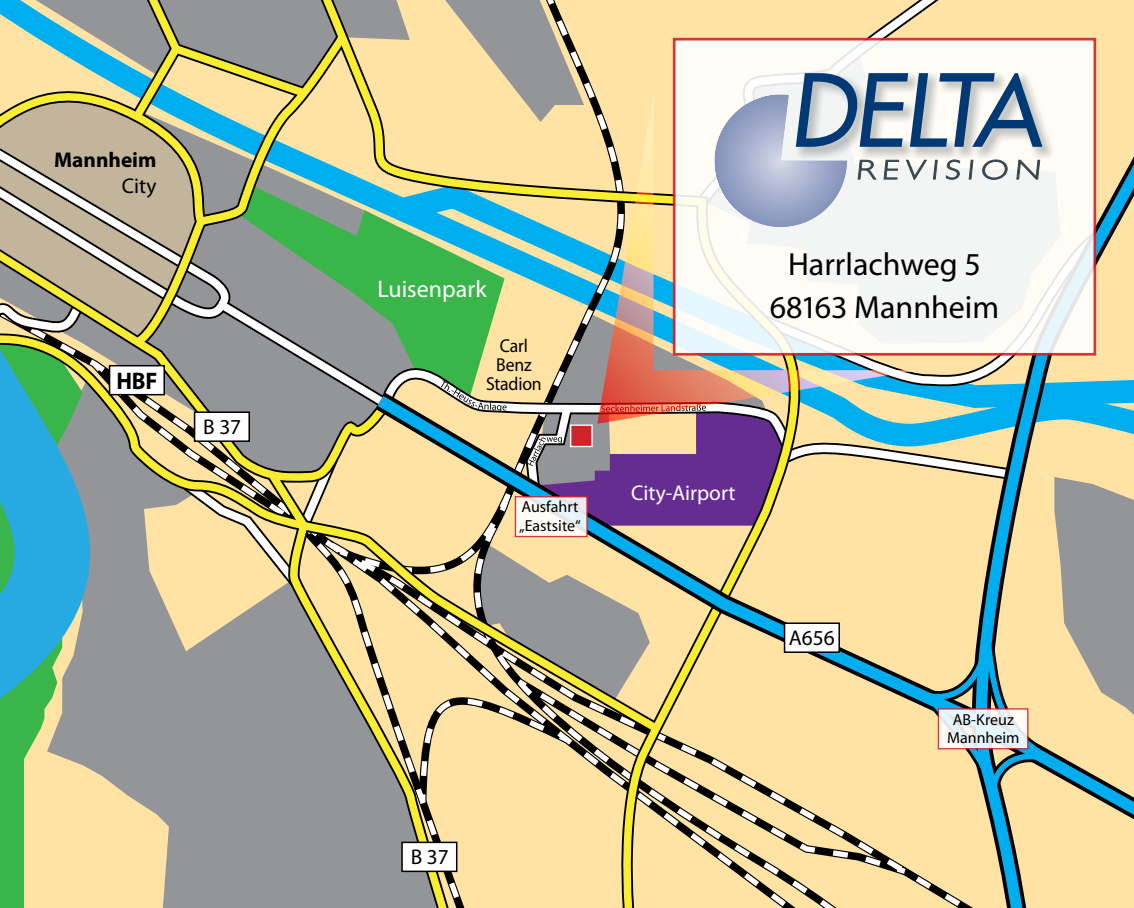 DELTA
REVISION
Harrlachweg 5
68163 Mannheim
Mannheim
City
Luisenpark
Carl
Benz
Stadion
HBF
B 37
Th.-Heuss-Anlage
Seckenheimer Landstraße
Harrlachweg
City-Airport
Ausfahrt
„Eastsite“
A656
AB-Kreuz
Mannheim
B 37